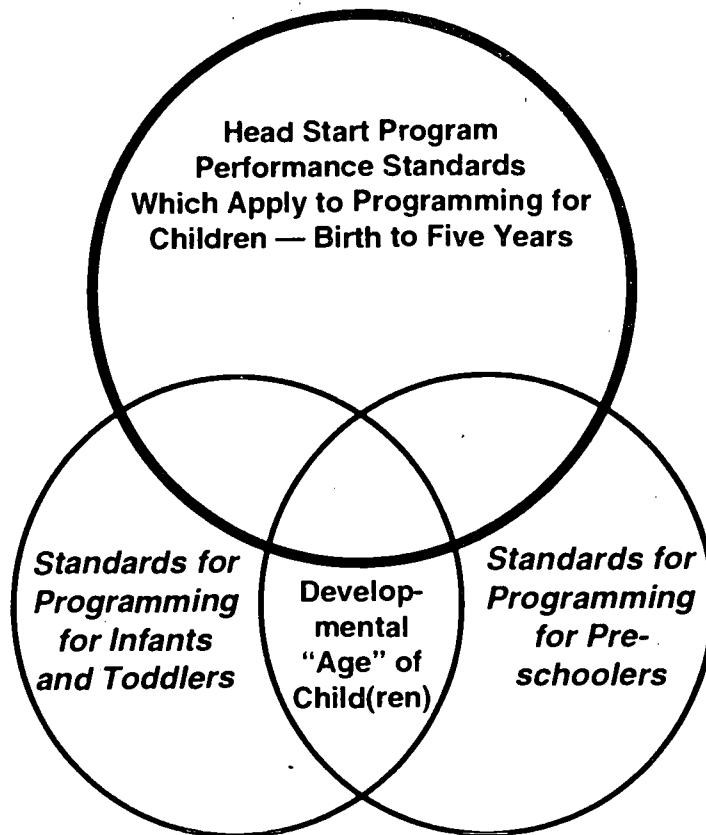 Head Start Program
Performance Standards
Which Apply to Programming for
Children — Birth to Five Years
Standards for
Programming
for Infants
and Toddlers
Develop-
mental
“Age” of
Child(ren)
Standards for
Programming
for Pre-
schoolers